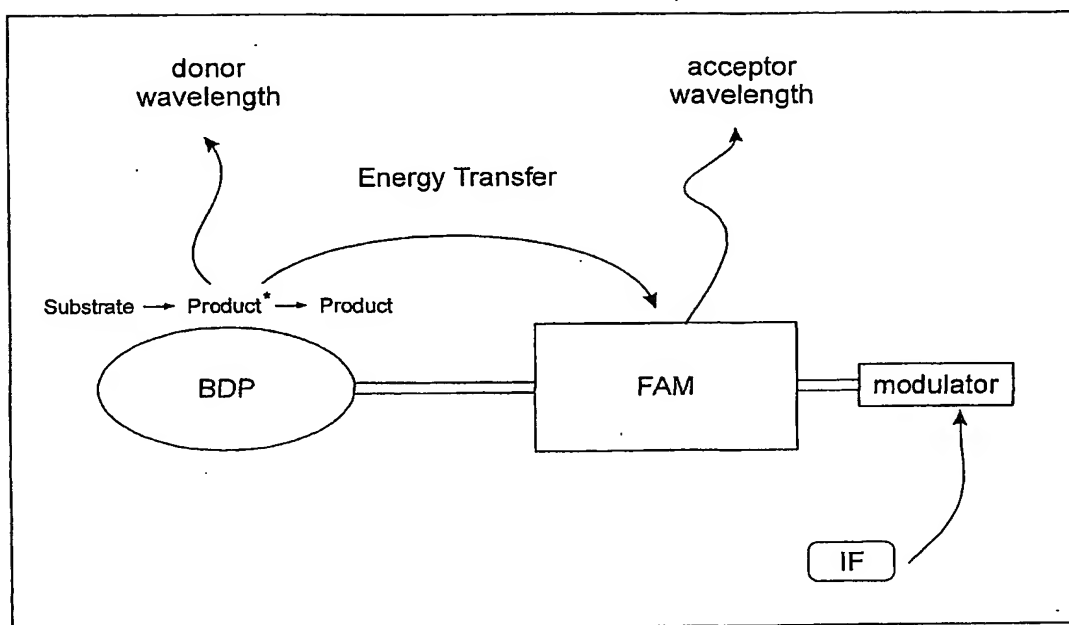 donor
wavelength
acceptor
wavelength
Energy Transfer
Substrate → Product* → Product
BDP
FAM
modulator
IF